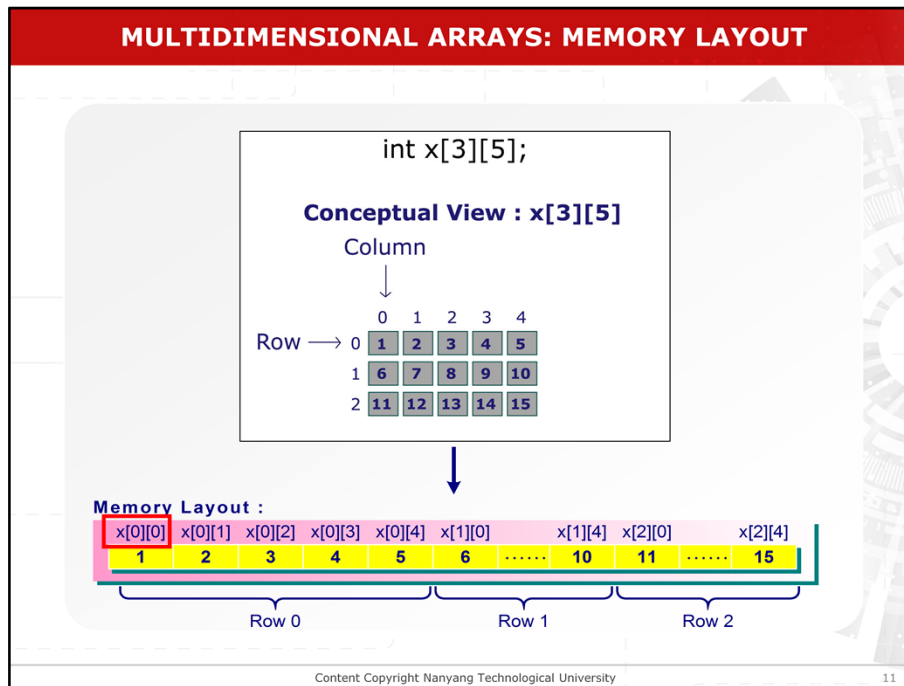 MULTIDIMENSIONAL ARRAYS: MEMORY LAYOUT
int x[3][5];
Conceptual View : x[3][5]
Column
0 1 2 3 4
Row 0 1 2 3 4 5
1 6 7 8 9 10
2 11 12 13 14 15
Memory Layout :
x[0][0] x[0][1] x[0][2] x[0][3] x[0][4] x[1][0] x[1][4] x[2][0] x[2][4]
1 2 3 4 5 6 ...... 10 11 ...... 15
Row 0 Row 1 Row 2
Content Copyright Nanyang Technological University 11